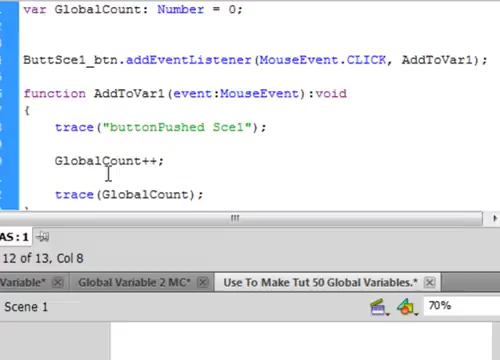 var GlobalCount: Number = 0;
ButtSce1_btn.addEventListener(MouseEvent.CLICK, AddToVar1);
function AddToVar1(event:MouseEvent):void
{
trace("buttonPushed Sce1");
GlobalCount++;
trace(GlobalCount);
AS: 1
12 of 13, Col 8
Variable* Global Variable 2 MC* Use To Make Tut 50 Global Variables.*
Scene 1 70%